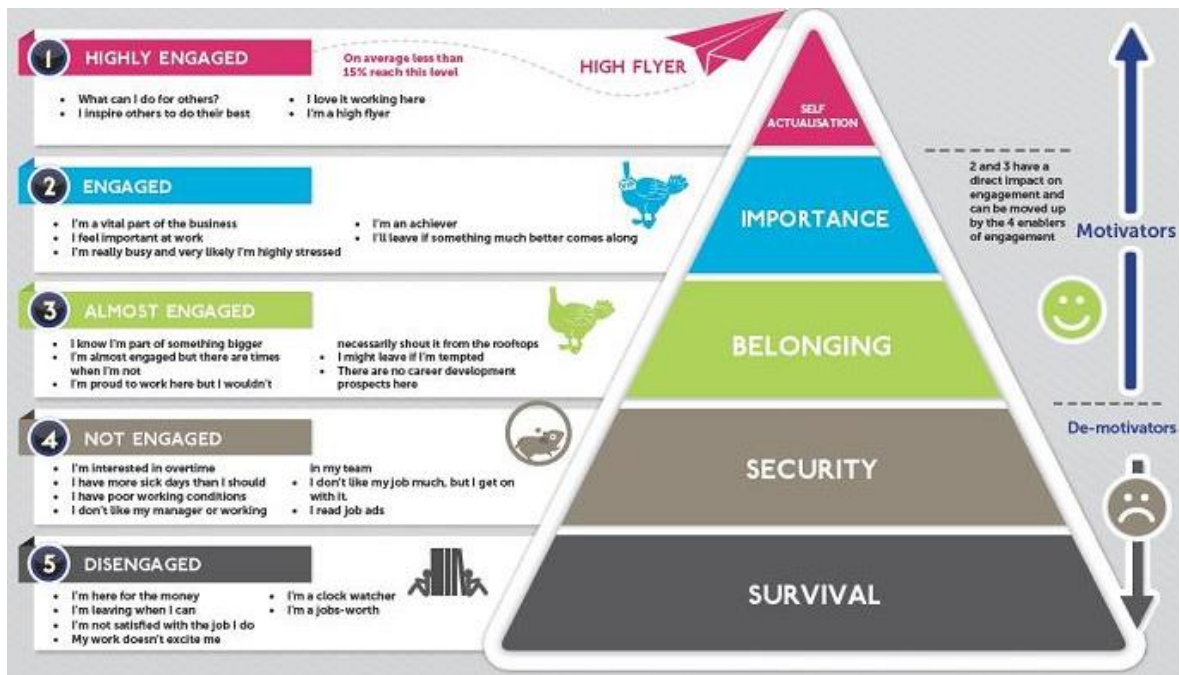 1 HIGHLY ENGAGED
On average less than
15% reach this level
HIGH FLYER
• What can I do for others?
• I inspire others to do their best
• I love it working here
• I'm a high flyer
SELF
ACTUALISATION
2 ENGAGED
• I'm a vital part of the business
• I feel important at work
• I'm really busy and very likely I'm highly stressed
• I'm an achiever
• I'll leave if something much better comes along
IMPORTANCE
2 and 3 have a
direct impact on
engagement and
can be moved up
by the 4 enablers
of engagement
Motivators
3 ALMOST ENGAGED
• I know I'm part of something bigger
• I'm almost engaged but there are times
when I'm not
• I'm proud to work here but I wouldn't
necessarily shout it from the rooftops
• I might leave if I'm tempted
• There are no career development
prospects here
BELONGING
De-motivators
4 NOT ENGAGED
• I'm interested in overtime
• I have more sick days than I should
• I have poor working conditions
• I don't like my manager or working
in my team
• I don't like my job much, but I get on
with it.
• I read job ads
SECURITY
5 DISENGAGED
• I'm here for the money
• I'm leaving when I can
• I'm not satisfied with the job I do
• My work doesn't excite me
• I'm a clock watcher
• I'm a jobs-worth
SURVIVAL